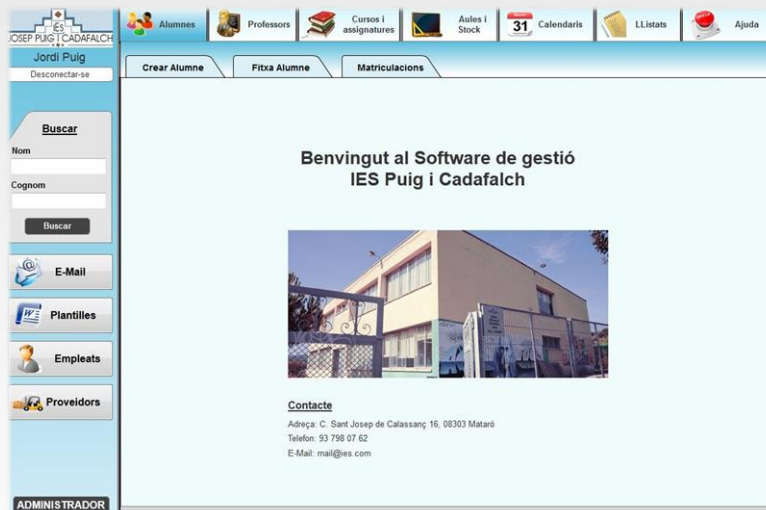 IES
JOSEP PUIG I CADAFALCH
Jordi Puig
Desconectar-se
Alumnes
Professors
Cursos i
assignatures
Aules i
Stock
31
Calendaris
LListats
Ajuda
Crear Alumne
Fitxa Alumne
Matriculacions
Buscar
Nom
Cognom
Buscar
E-Mail
Plantilles
Empleats
Proveidors
ADMINISTRADOR
Benvingut al Software de gestió
IES Puig i Cadafalch
Contacte
Adreça: C. Sant Josep de Calassanç 16, 08303 Mataró
Telefon: 93 798 07 62
E-Mail: mail@ies.com